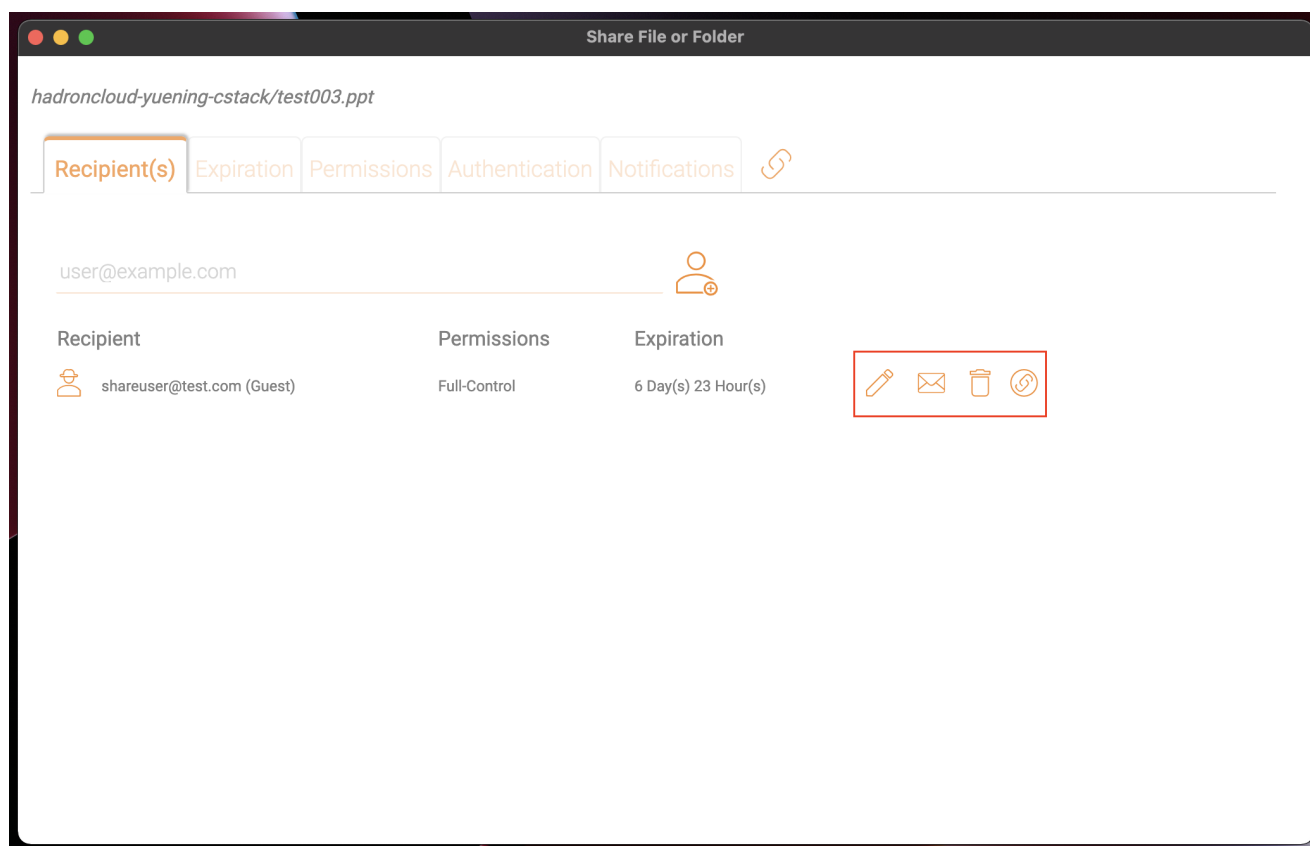 Share File or Folder
hadroncloud-yuening-cstack/test003.ppt
Recipient(s) Expiration Permissions Authentication Notifications
user@example.com
Recipient Permissions Expiration
shareuser@test.com (Guest) Full-Control 6 Day(s) 23 Hour(s)